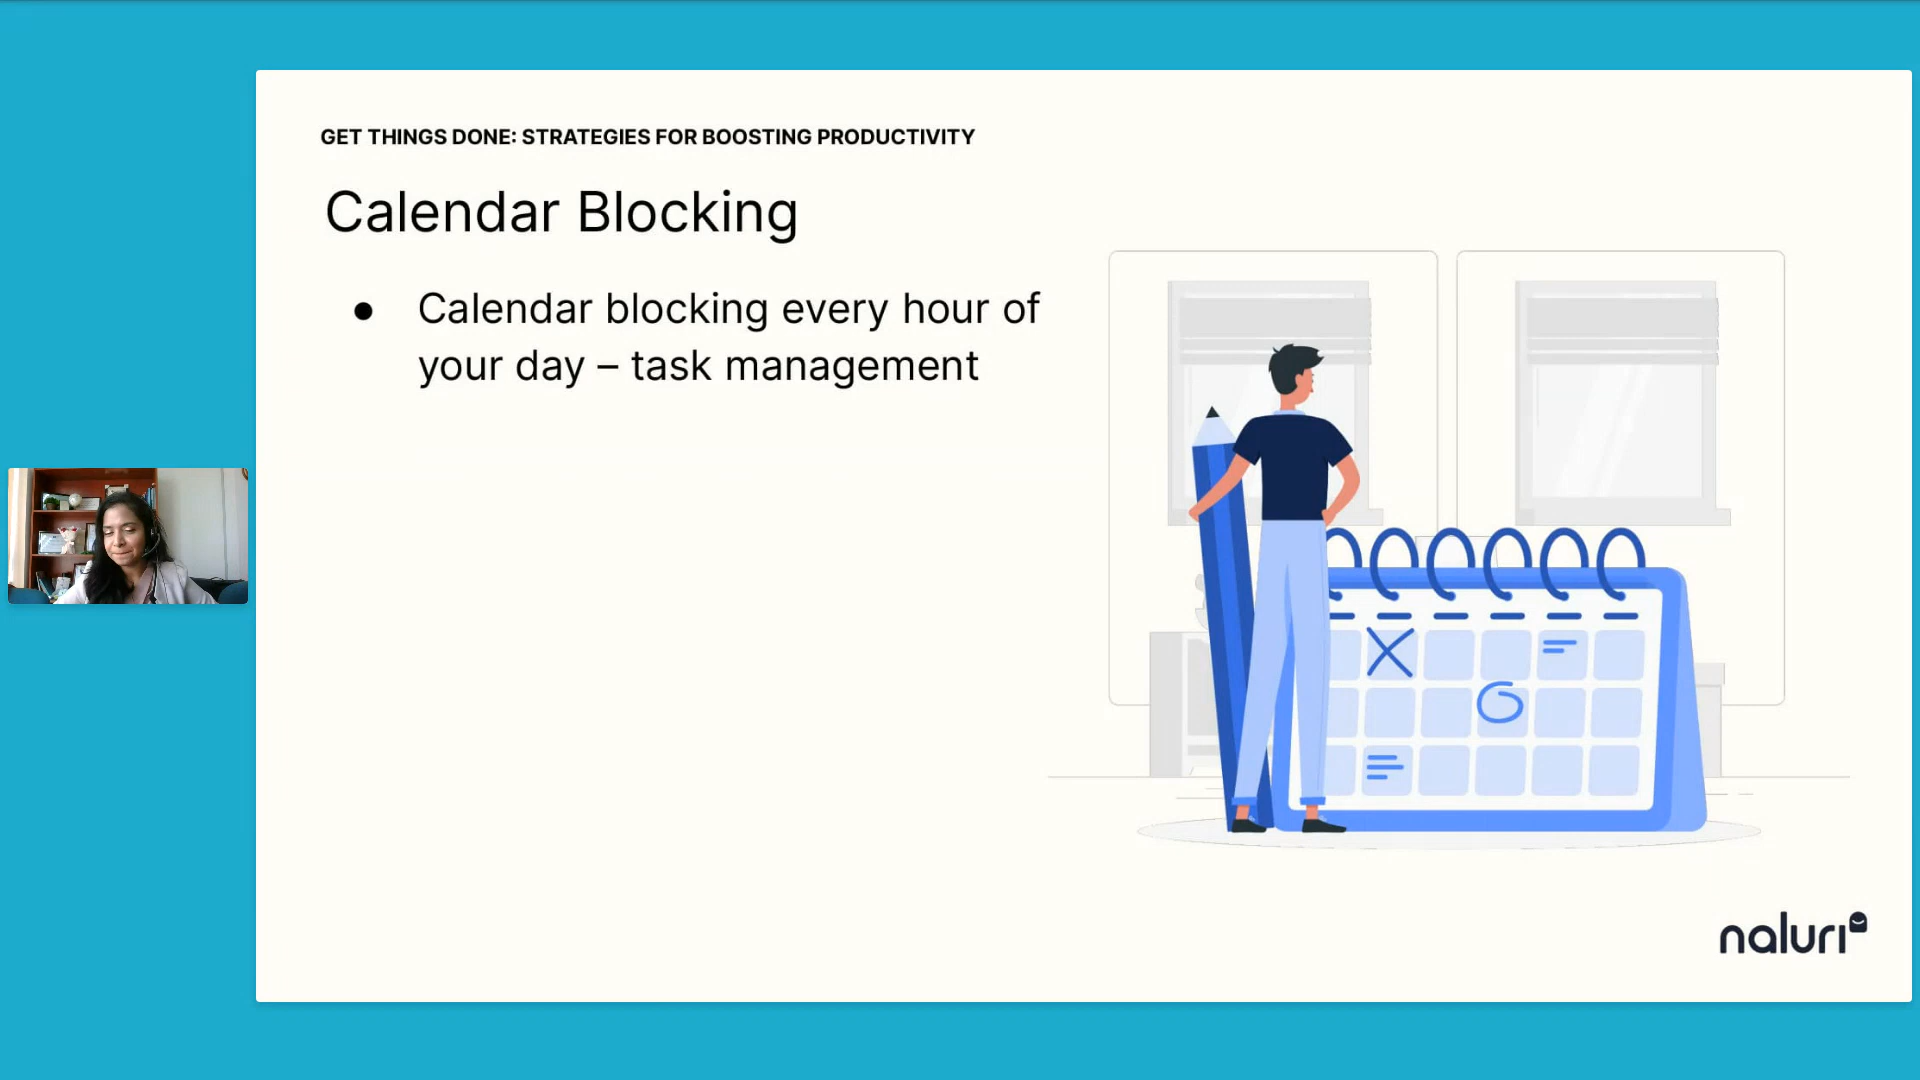 GET THINGS DONE: STRATEGIES FOR BOOSTING PRODUCTIVITY
Calendar Blocking
● Calendar blocking every hour of
your day – task management
naluri